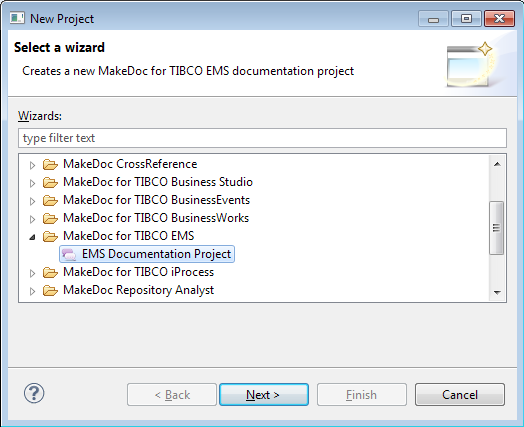 New Project
Select a wizard
Creates a new MakeDoc for TIBCO EMS documentation project
Wizards:
type filter text
MakeDoc CrossReference
MakeDoc for TIBCO Business Studio
MakeDoc for TIBCO BusinessEvents
MakeDoc for TIBCO BusinessWorks
MakeDoc for TIBCO EMS
EMS Documentation Project
MakeDoc for TIBCO iProcess
MakeDoc Repository Analyst
? < Back Next > Finish Cancel